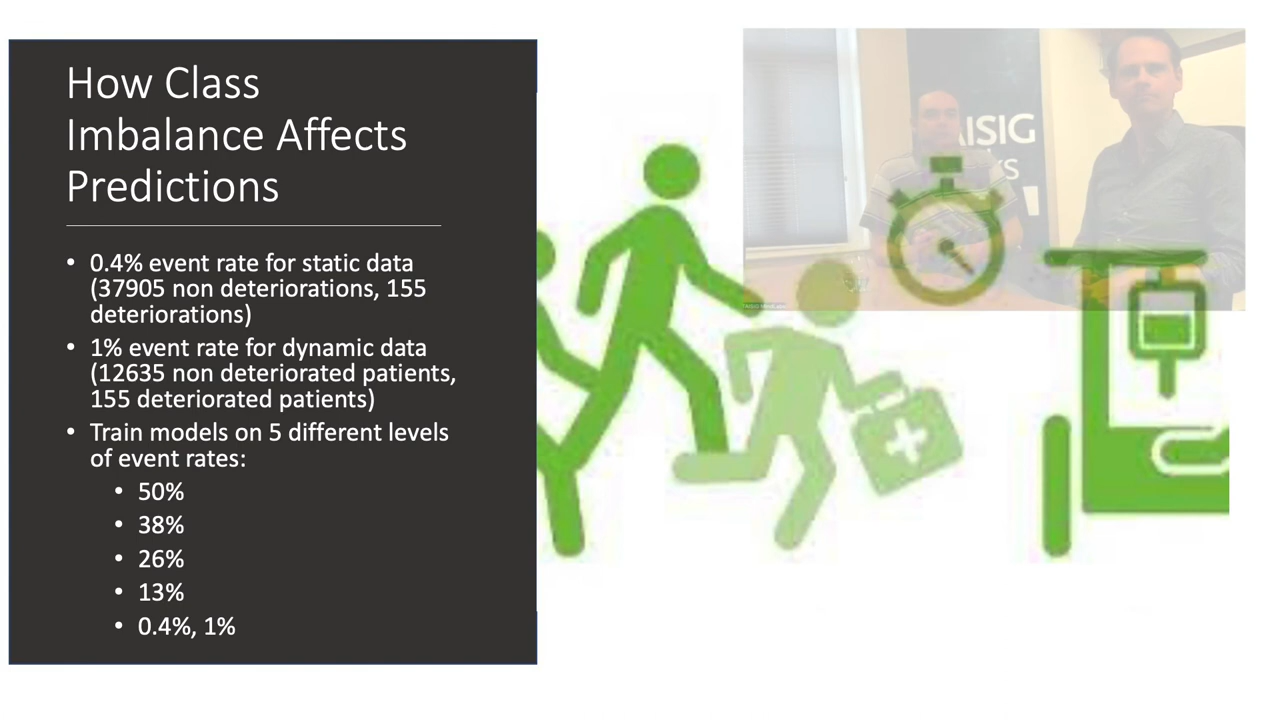 How Class
Imbalance Affects
Predictions
• 0.4% event rate for static data
(37905 non deteriorations, 155
deteriorations)
• 1% event rate for dynamic data
(12635 non deteriorated patients,
155 deteriorated patients)
• Train models on 5 different levels
of event rates:
• 50%
• 38%
• 26%
• 13%
• 0.4%, 1%
AISIG